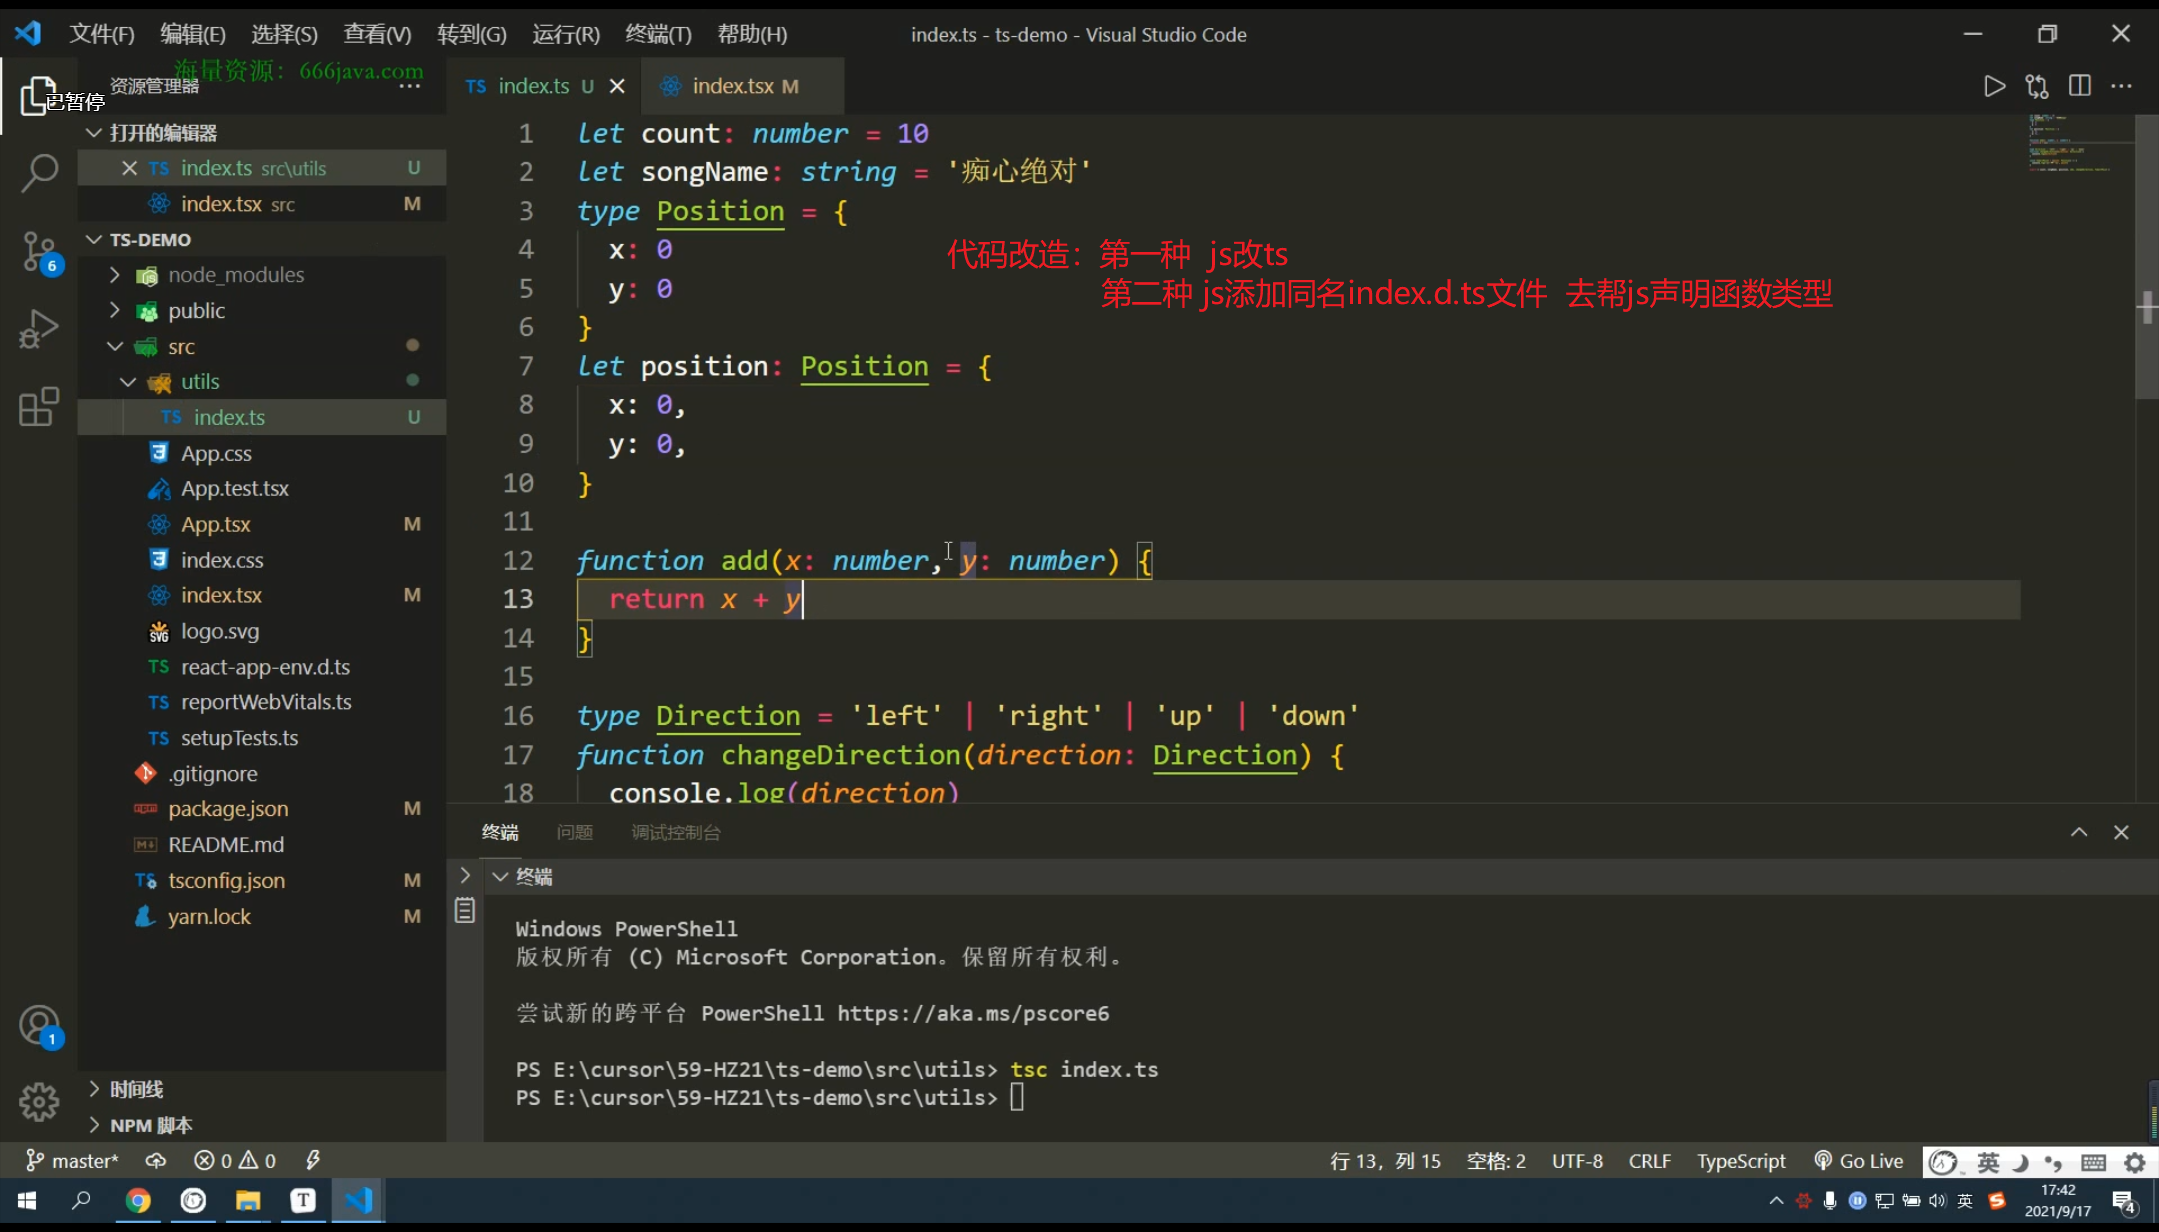 文件(F) 编辑(E) 选择(S) 查看(V) 转到(G) 运行(R) 终端(T) 帮助(H) index.ts - ts-demo - Visual Studio Code
海量资源：666java.com
已暂停
资源管理器 ...
TS index.ts U
index.tsx M
打开的编辑器
TS index.ts src\utils U
index.tsx src M
TS-DEMO
node_modules
public
src
utils
TS index.ts U
App.css
App.test.tsx
App.tsx M
index.css
index.tsx M
SVG logo.svg
TS react-app-env.d.ts
TS reportWebVitals.ts
TS setupTests.ts
.gitignore
package.json M
README.md
TS tsconfig.json M
yarn.lock M
时间线
NPM 脚本
6
1
1 let count: number = 10
2 let songName: string = '痴心绝对'
3 type Position = {
4 x: 0
5 y: 0
6 }
7 let position: Position = {
8 x: 0,
9 y: 0,
10 }
11
12 function add(x: number, y: number) {
13 return x + y
14 }
15
16 type Direction = 'left' | 'right' | 'up' | 'down'
17 function changeDirection(direction: Direction) {
18 console.log(direction)
代码改造：第一种 js改ts
第二种 js添加同名index.d.ts文件 去帮js声明函数类型
终端 问题 调试控制台
终端
Windows PowerShell
版权所有 (C) Microsoft Corporation。保留所有权利。
尝试新的跨平台 PowerShell https://aka.ms/pscore6
PS E:\cursor\59-HZ21\ts-demo\src\utils> tsc index.ts
PS E:\cursor\59-HZ21\ts-demo\src\utils>
master* 0 0 行 13，列 15 空格: 2 UTF-8 CRLF TypeScript Go Live 英
T 英 17:42
2021/9/17 4